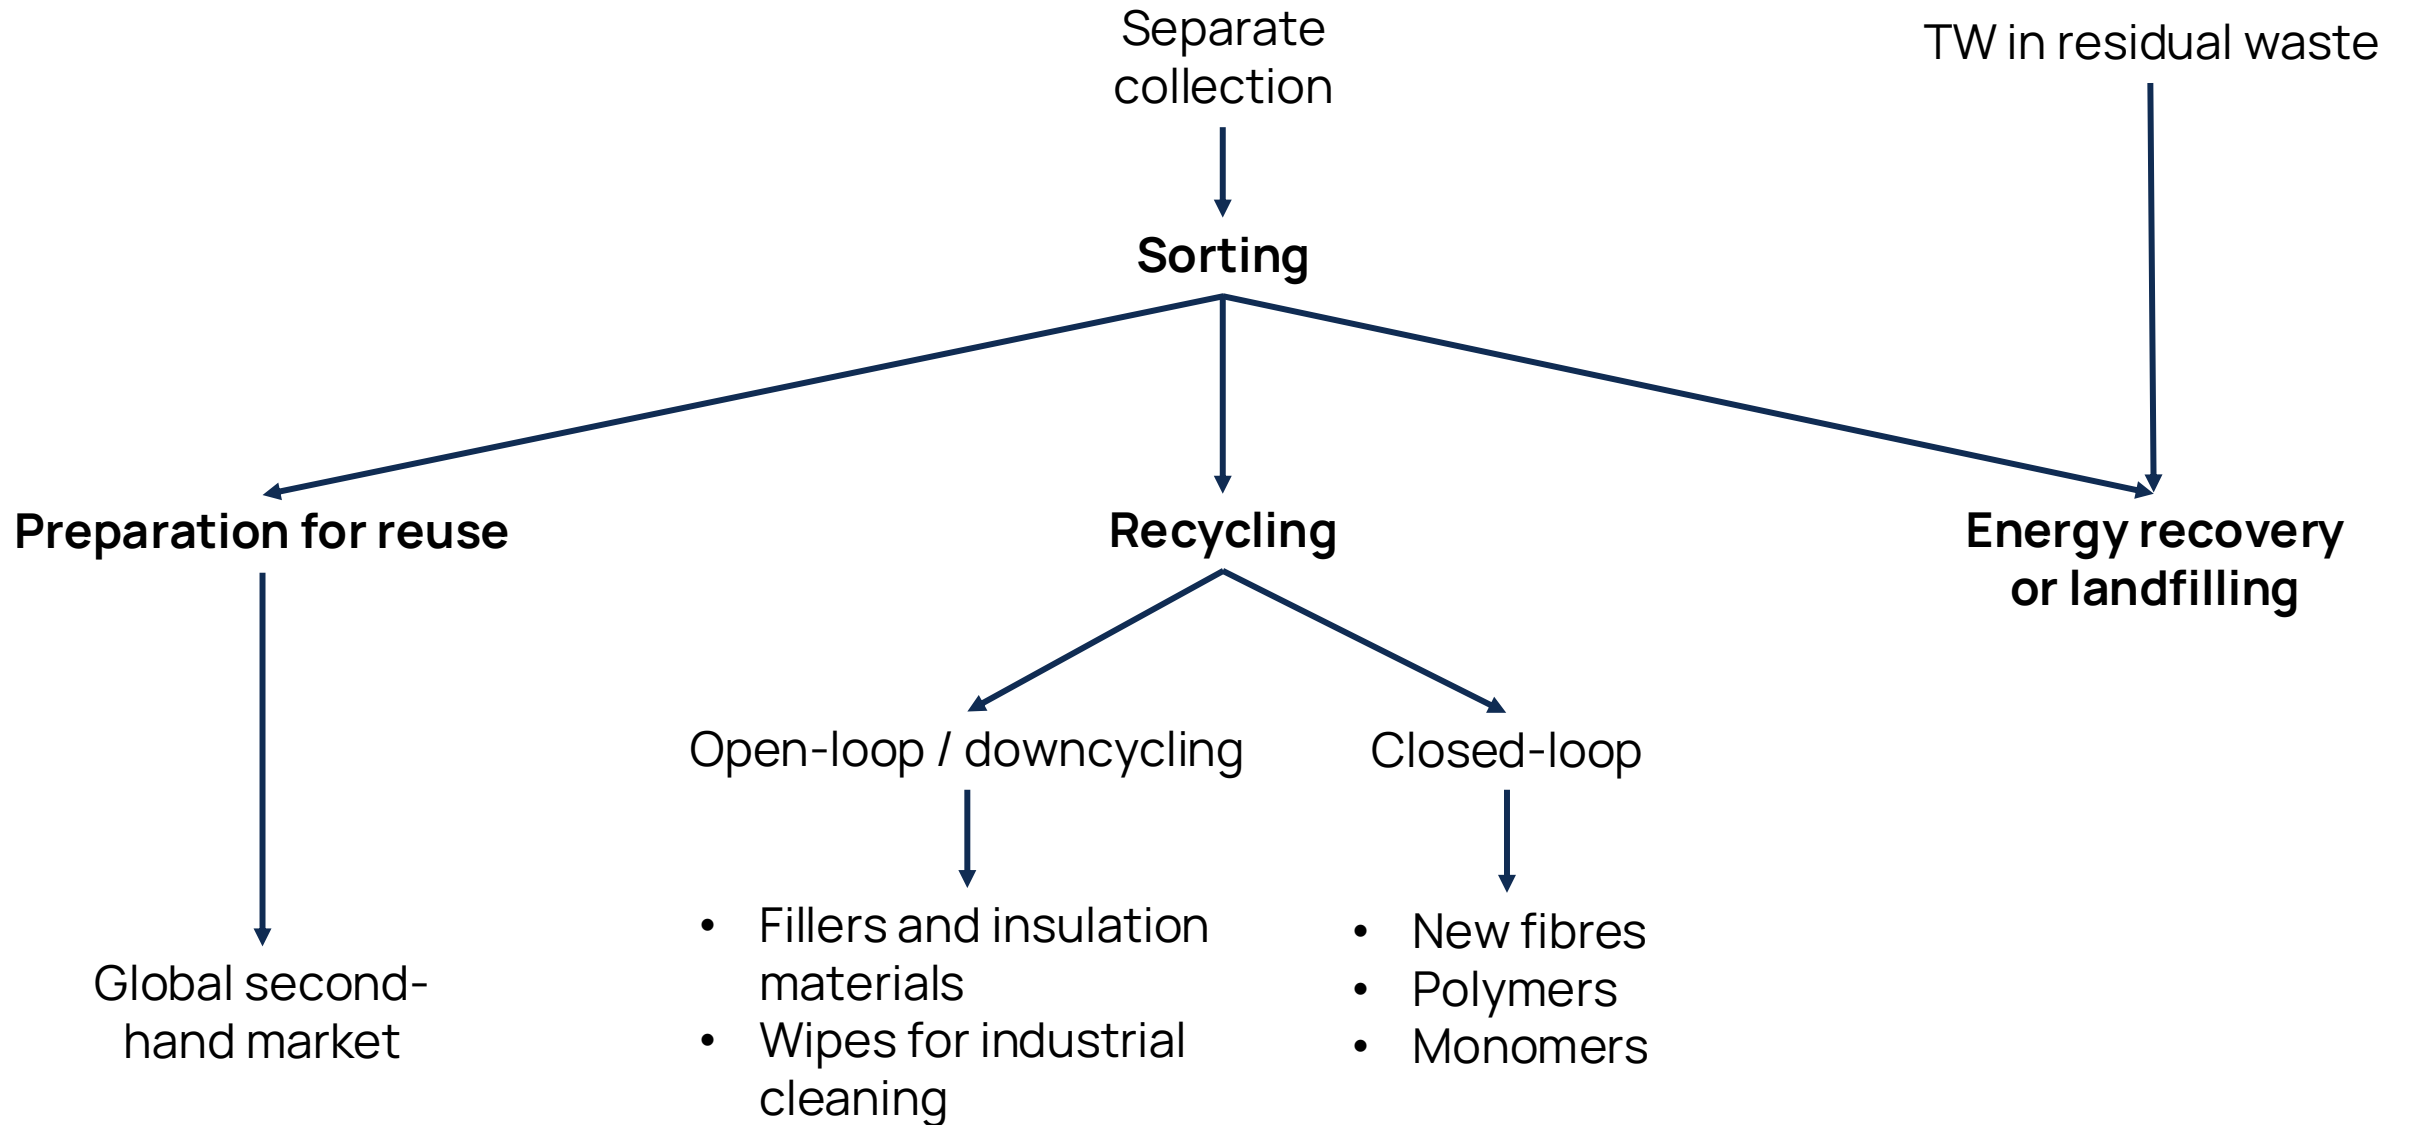 Separate
collection
TW in residual waste
Sorting
Preparation for reuse
Recycling
Energy recovery
or landfilling
Open-loop / downcycling
Closed-loop
Global second-
hand market
• Fillers and insulation
materials
• Wipes for industrial
cleaning
• New fibres
• Polymers
• Monomers